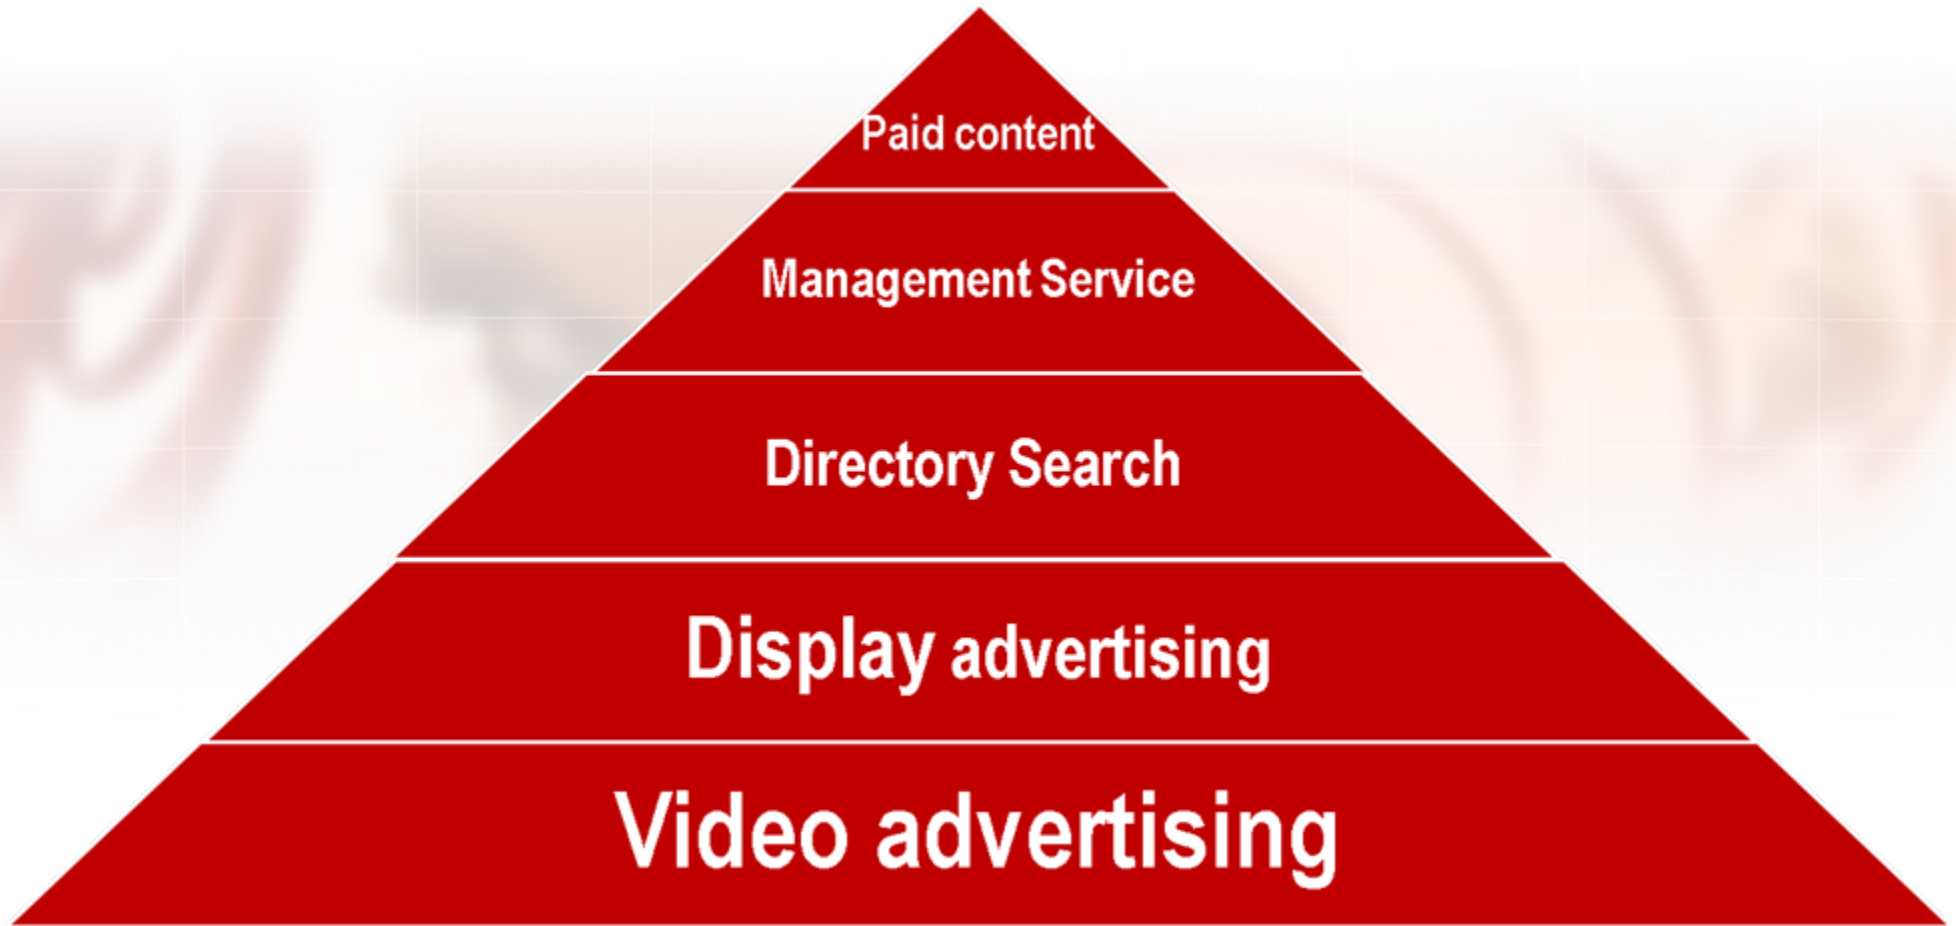 Paid content
Management Service
Directory Search
Display advertising
Video advertising